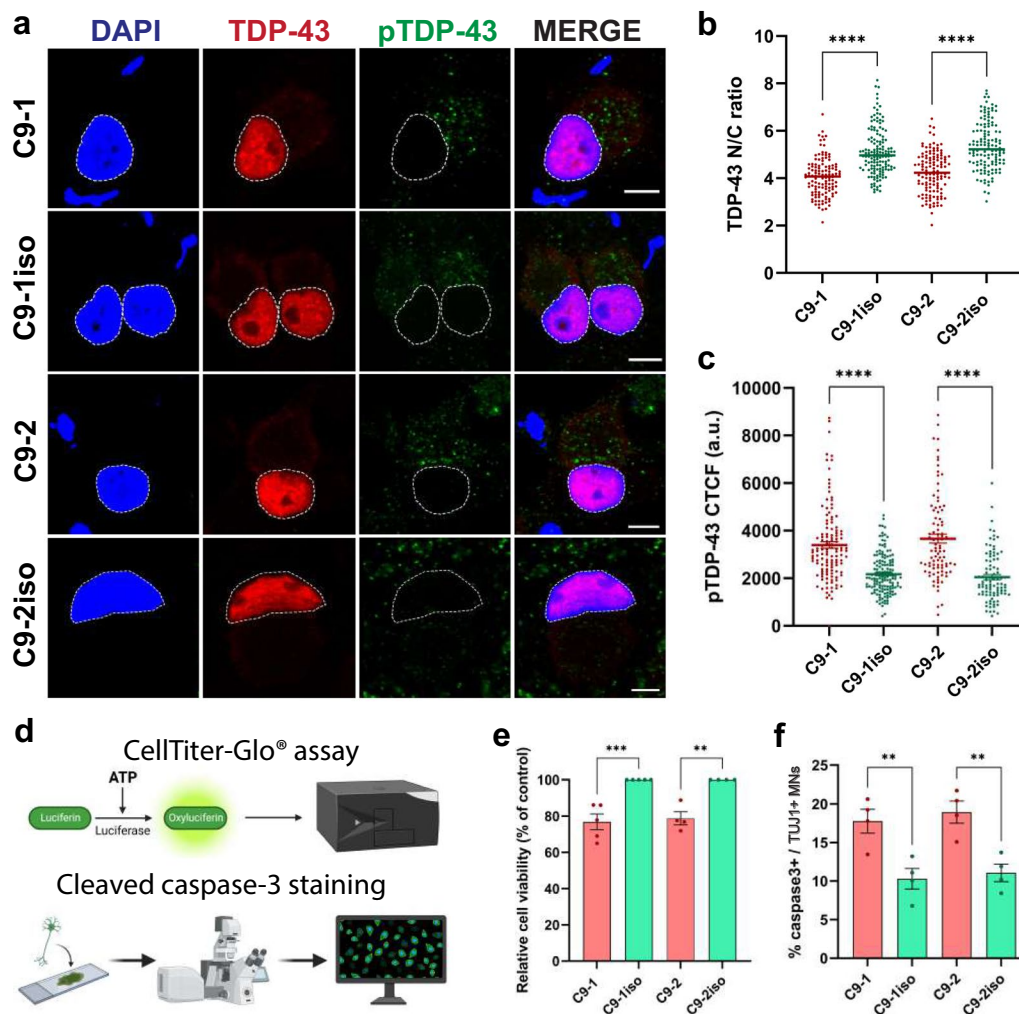 a
DAPI TDP-43 pTDP-43 MERGE
C9-1
C9-1iso
C9-2
C9-2iso
b
TDP-43 N/C ratio
10
8
6
4
2
0
**** ****
C9-1 C9-1iso C9-2 C9-2iso
c
pTDP-43 CTCF (a.u.)
10000
8000
6000
4000
2000
0
**** ****
C9-1 C9-1iso C9-2 C9-2iso
d
CellTiter-Glo® assay
ATP
Luciferin Oxyluciferin
Luciferase
Cleaved caspase-3 staining
e
Relative cell viability (% of control)
100
80
60
40
20
0
*** **
C9-1 C9-1iso C9-2 C9-2iso
f
% caspase3+ / TUJ1+ MNs
25
20
15
10
5
0
** **
C9-1 C9-1iso C9-2 C9-2iso